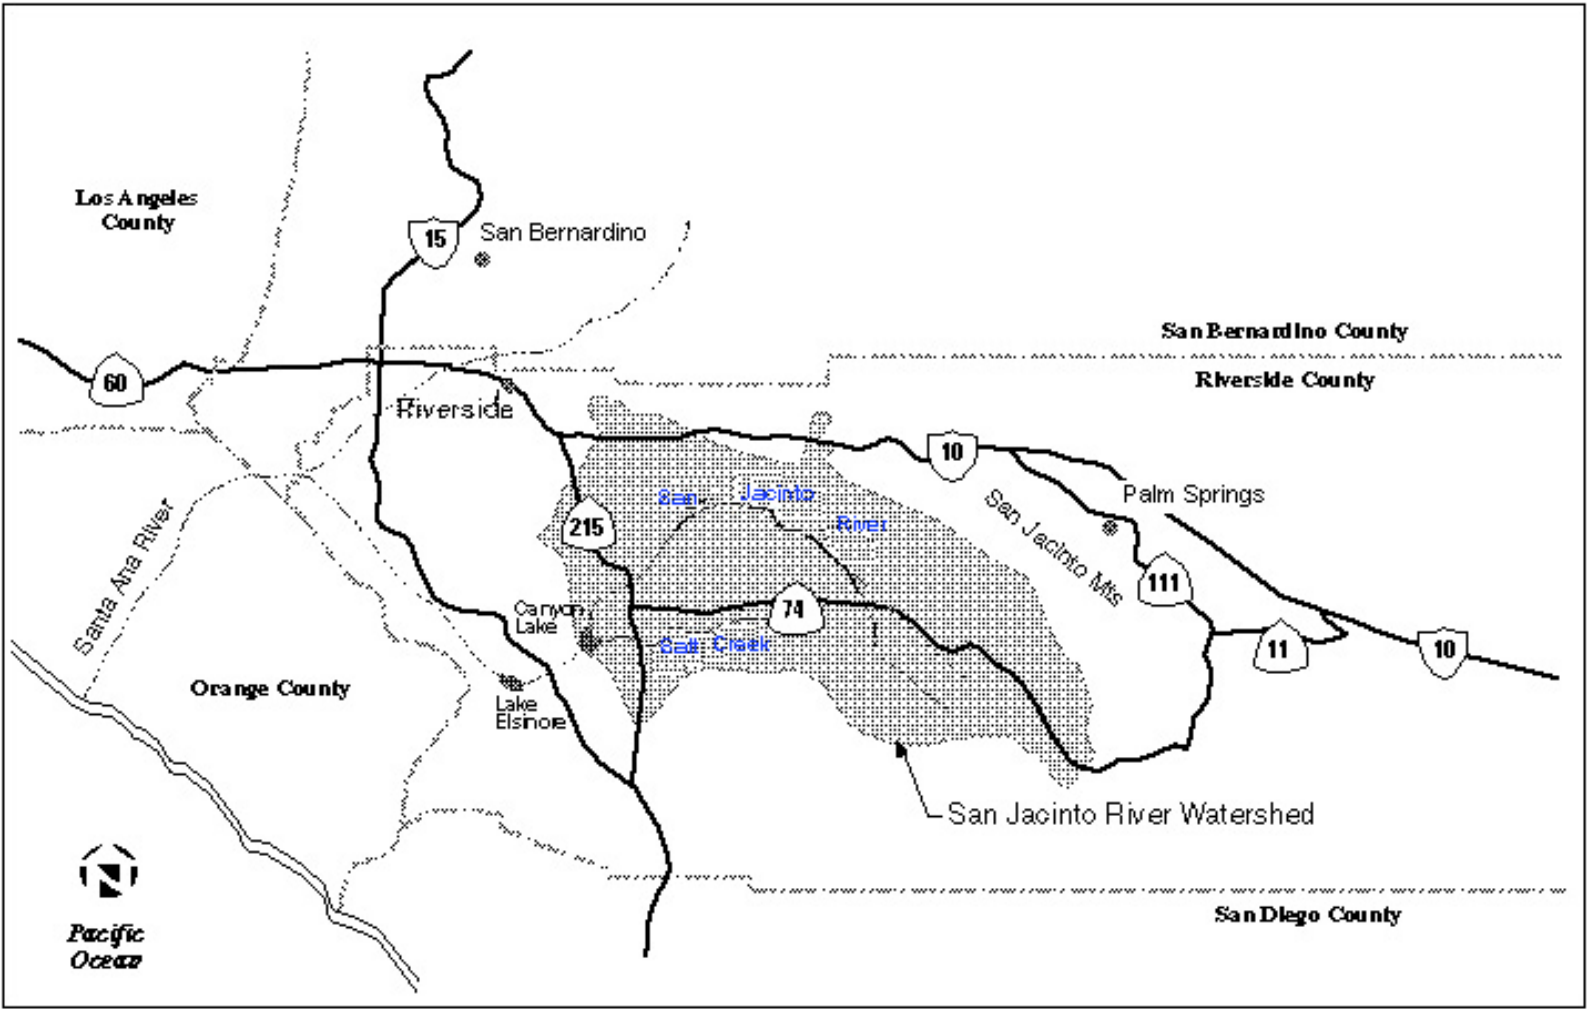 Los Angeles
County
15
San Bernardino
San Bernardino County
60
Riverside County
Riverside
10
San Jacinto River
Palm Springs
215
San Jacinto Mts
Santa Ana River
111
Canyon
Lake
74
Salt Creek
11
10
Orange County
Lake
Elsinore
San Jacinto River Watershed
N
San Diego County
Pacific
Ocean